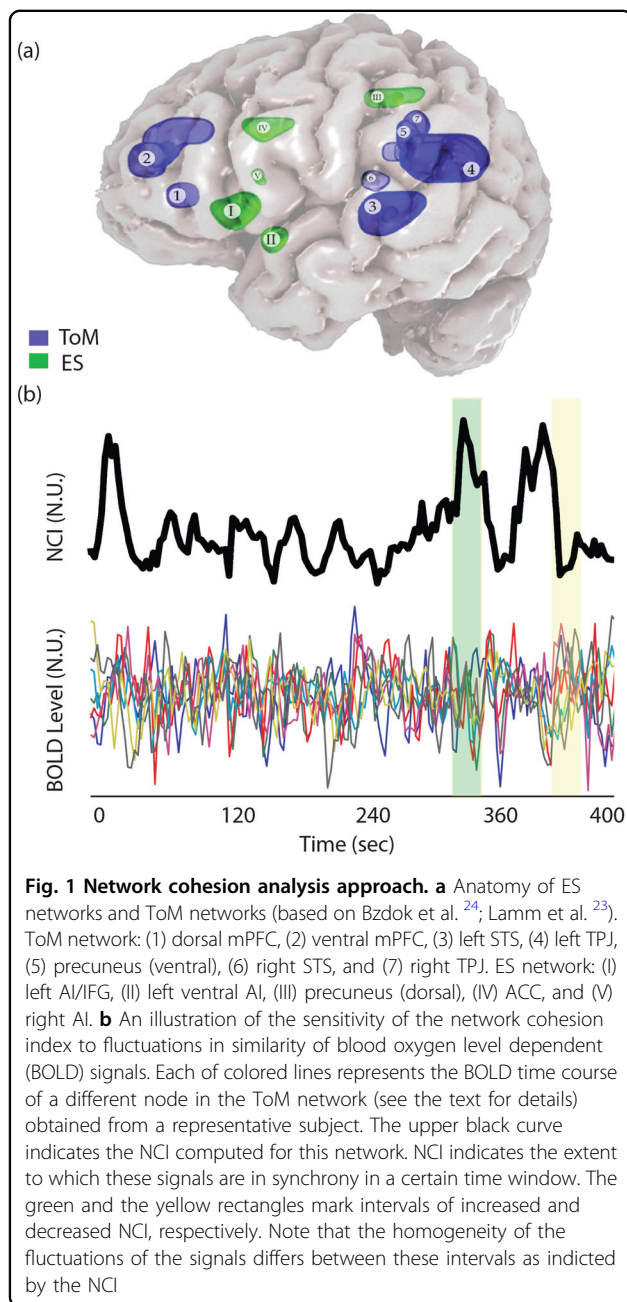 (a)
III
IV
7
5
2
4
V
6
1
3
I
II
ToM
ES
(b)
NCI (N.U.)
BOLD Level (N.U.)
0 120 240 360 400
Time (sec)
Fig. 1 Network cohesion analysis approach. a Anatomy of ES
networks and ToM networks (based on Bzdok et al. 24; Lamm et al. 23).
ToM network: (1) dorsal mPFC, (2) ventral mPFC, (3) left STS, (4) left TPJ,
(5) precuneus (ventral), (6) right STS, and (7) right TPJ. ES network: (I)
left AI/IFG, (II) left ventral AI, (III) precuneus (dorsal), (IV) ACC, and (V)
right AI. b An illustration of the sensitivity of the network cohesion
index to fluctuations in similarity of blood oxygen level dependent
(BOLD) signals. Each of colored lines represents the BOLD time course
of a different node in the ToM network (see the text for details)
obtained from a representative subject. The upper black curve
indicates the NCI computed for this network. NCI indicates the extent
to which these signals are in synchrony in a certain time window. The
green and the yellow rectangles mark intervals of increased and
decreased NCI, respectively. Note that the homogeneity of the
fluctuations of the signals differs between these intervals as indicted
by the NCI